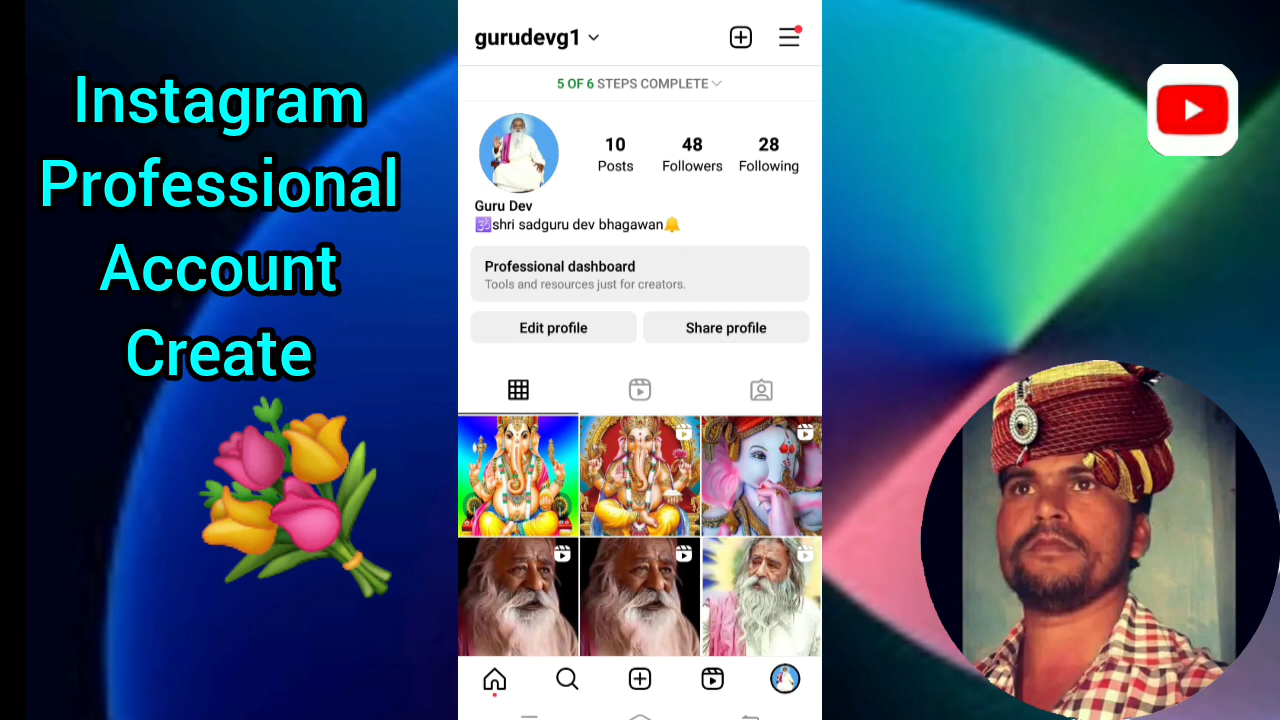 Instagram
Professional
Account
Create
gurudevg1
5 OF 6 STEPS COMPLETE
10 48 28
Posts Followers Following
Guru Dev
🕉shri sadguru dev bhagawan🔔
Professional dashboard
Tools and resources just for creators.
Edit profile Share profile